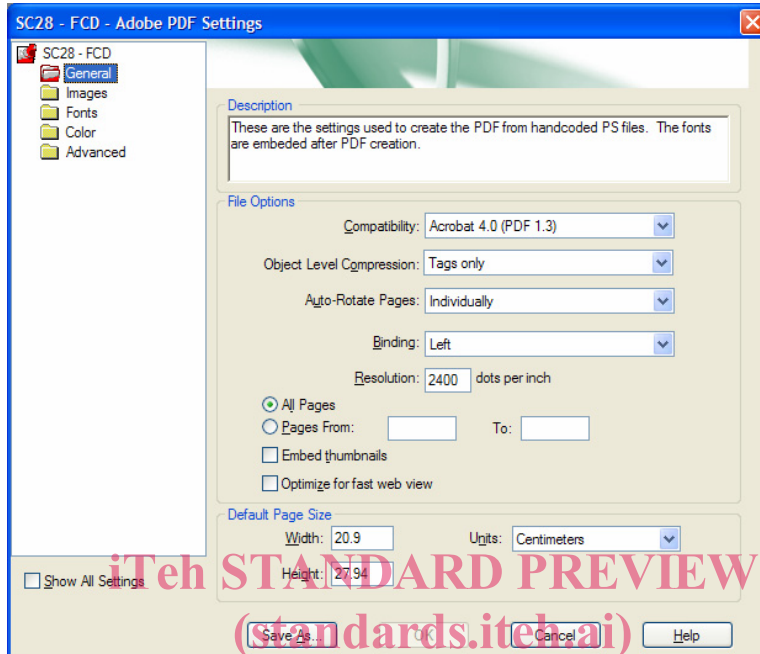 SC28 - FCD - Adobe PDF Settings
SC28 - FCD
General
Images
Fonts
Color
Advanced
Description
These are the settings used to create the PDF from handcoded PS files. The fonts
are embeded after PDF creation.
File Options
Compatibility: Acrobat 4.0 (PDF 1.3)
Object Level Compression: Tags only
Auto-Rotate Pages: Individually
Binding: Left
Resolution: 2400 dots per inch
All Pages
Pages From: To:
Embed thumbnails
Optimize for fast web view
Default Page Size
Width: 20.9 Units: Centimeters
Height: 27.94
Show All Settings
iTeh STANDARD PREVIEW
(standards.iteh.ai)
Save As... OK Cancel Help